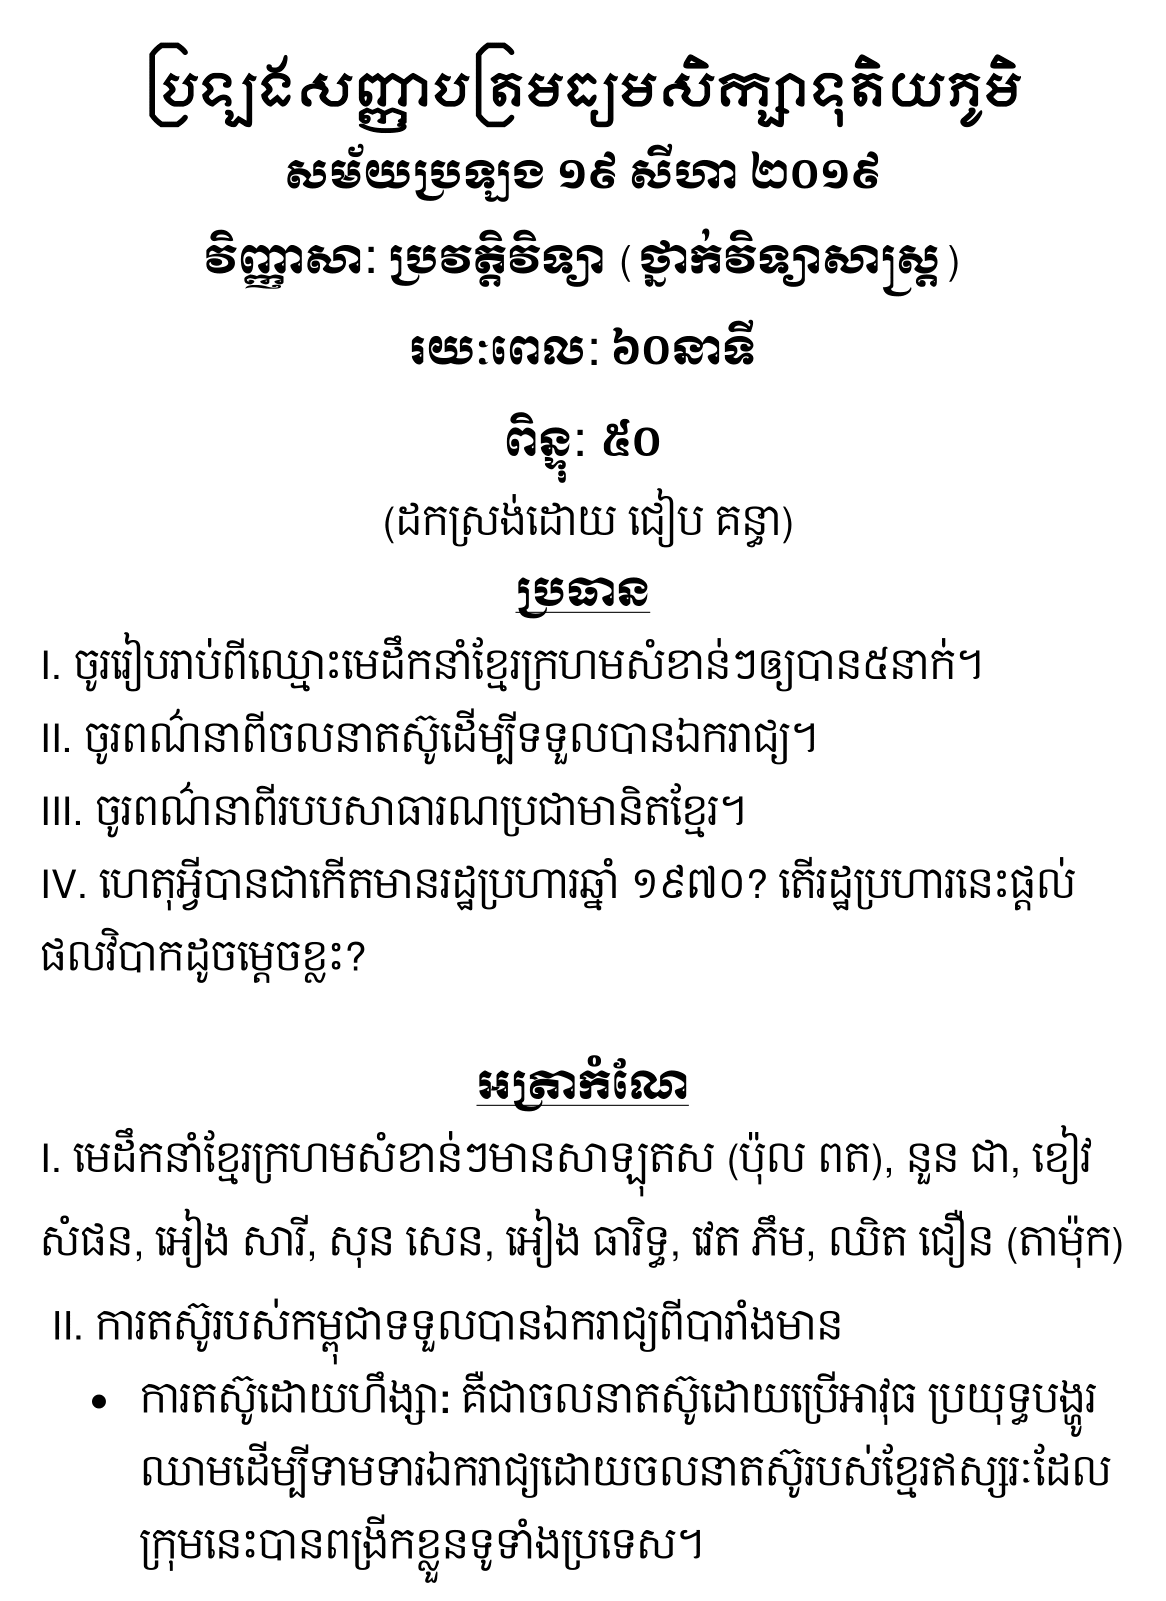 ប្រឡងសញ្ញាបត្រមធ្យមសិក្សាទុតិយភូមិ
សម័យប្រឡង ១៩ សីហា ២០១៩
វិញ្ញាសា: ប្រវត្តិវិទ្យា (ថ្នាក់វិទ្យាសាស្ត្រ)
រយៈពេល: ៦០នាទី
ពិន្ទុ: ៥០
(ដកស្រង់ដោយ ជៀប គន្ធា)
ប្រធាន
I. ចូររៀបរាប់ពីឈ្មោះមេដឹកនាំខ្មែរក្រហមសំខាន់ៗឲ្យបាន៥នាក់។
II. ចូរពណ៌នាពីចលនាតស៊ូដើម្បីទទួលបានឯករាជ្យ។
III. ចូរពណ៌នាពីរបបសាធារណប្រជាមានិតខ្មែរ។
IV. ហេតុអ្វីបានជាកើតមានរដ្ឋប្រហារឆ្នាំ ១៩៧០? តើរដ្ឋប្រហារនេះផ្តល់
ផលវិបាកដូចម្តេចខ្លះ?
អត្រាកំណែ
I. មេដឹកនាំខ្មែរក្រហមសំខាន់ៗមានសាឡុតស (ប៉ុល ពត), នួន ជា, ខៀវ
សំផន, អៀង សារី, សុន សេន, អៀង ធារិទ្ធ, វេត ភឹម, ឈិត ជឿន (តាម៉ុក)
II. ការតស៊ូរបស់កម្ពុជាទទួលបានឯករាជ្យពីបារាំងមាន
• ការតស៊ូដោយហឹង្សា: គឺជាចលនាតស៊ូដោយប្រើអាវុធ ប្រយុទ្ធបង្ហូរ
ឈាមដើម្បីទាមទារឯករាជ្យដោយចលនាតស៊ូរបស់ខ្មែរឥស្សរៈដែល
ក្រុមនេះបានពង្រីកខ្លួនទូទាំងប្រទេស។